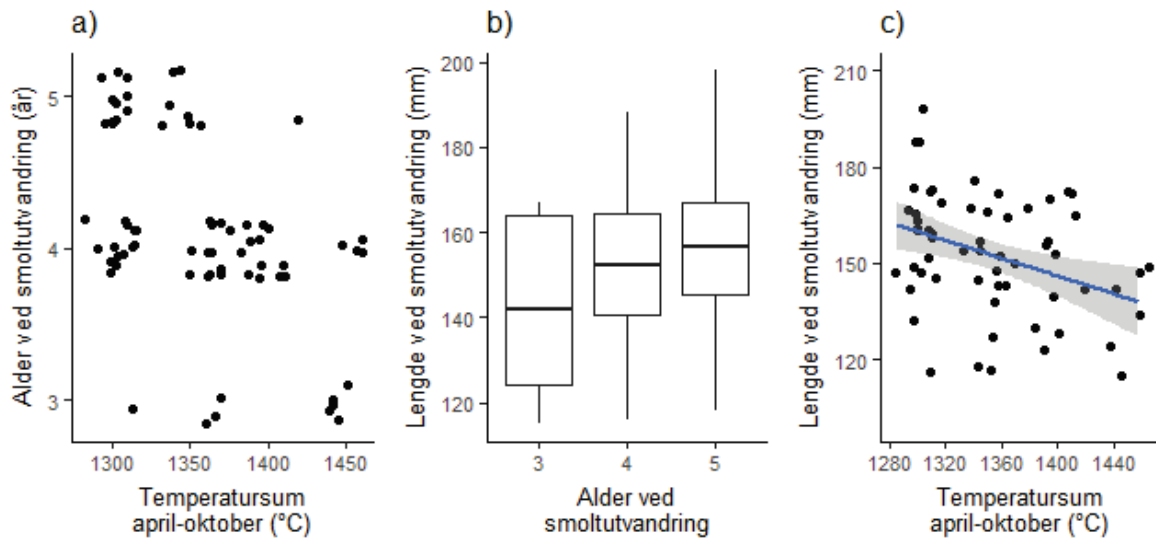 a)
Alder ved smoltutvandring (år)
5
4
3
1300 1350 1400 1450
Temperatursum
april-oktober (°C)
b)
Lengde ved smoltutvandring (mm)
200
180
160
140
120
3 4 5
Alder ved
smoltutvandring
c)
Lengde ved smoltutvandring (mm)
210
180
150
120
1280 1320 1360 1400 1440
Temperatursum
april-oktober (°C)